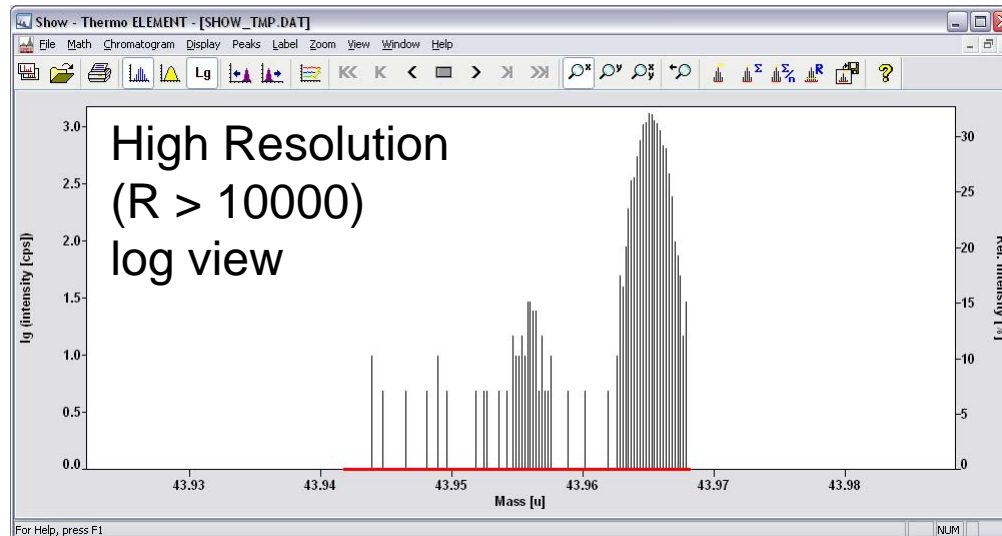 Show - Thermo ELEMENT - [SHOW_TMP.DAT]
File Math Chromatogram Display Peaks Label Zoom View Window Help
Lg
High Resolution
(R > 10000)
log view
lg (intensity [cps])
3.0
2.5
2.0
1.5
1.0
0.5
0.0
30
25
20
15
10
5
0
Rel. Intensity [%]
43.93 43.94 43.95 43.96 43.97 43.98
Mass [u]
For Help, press F1
NUM